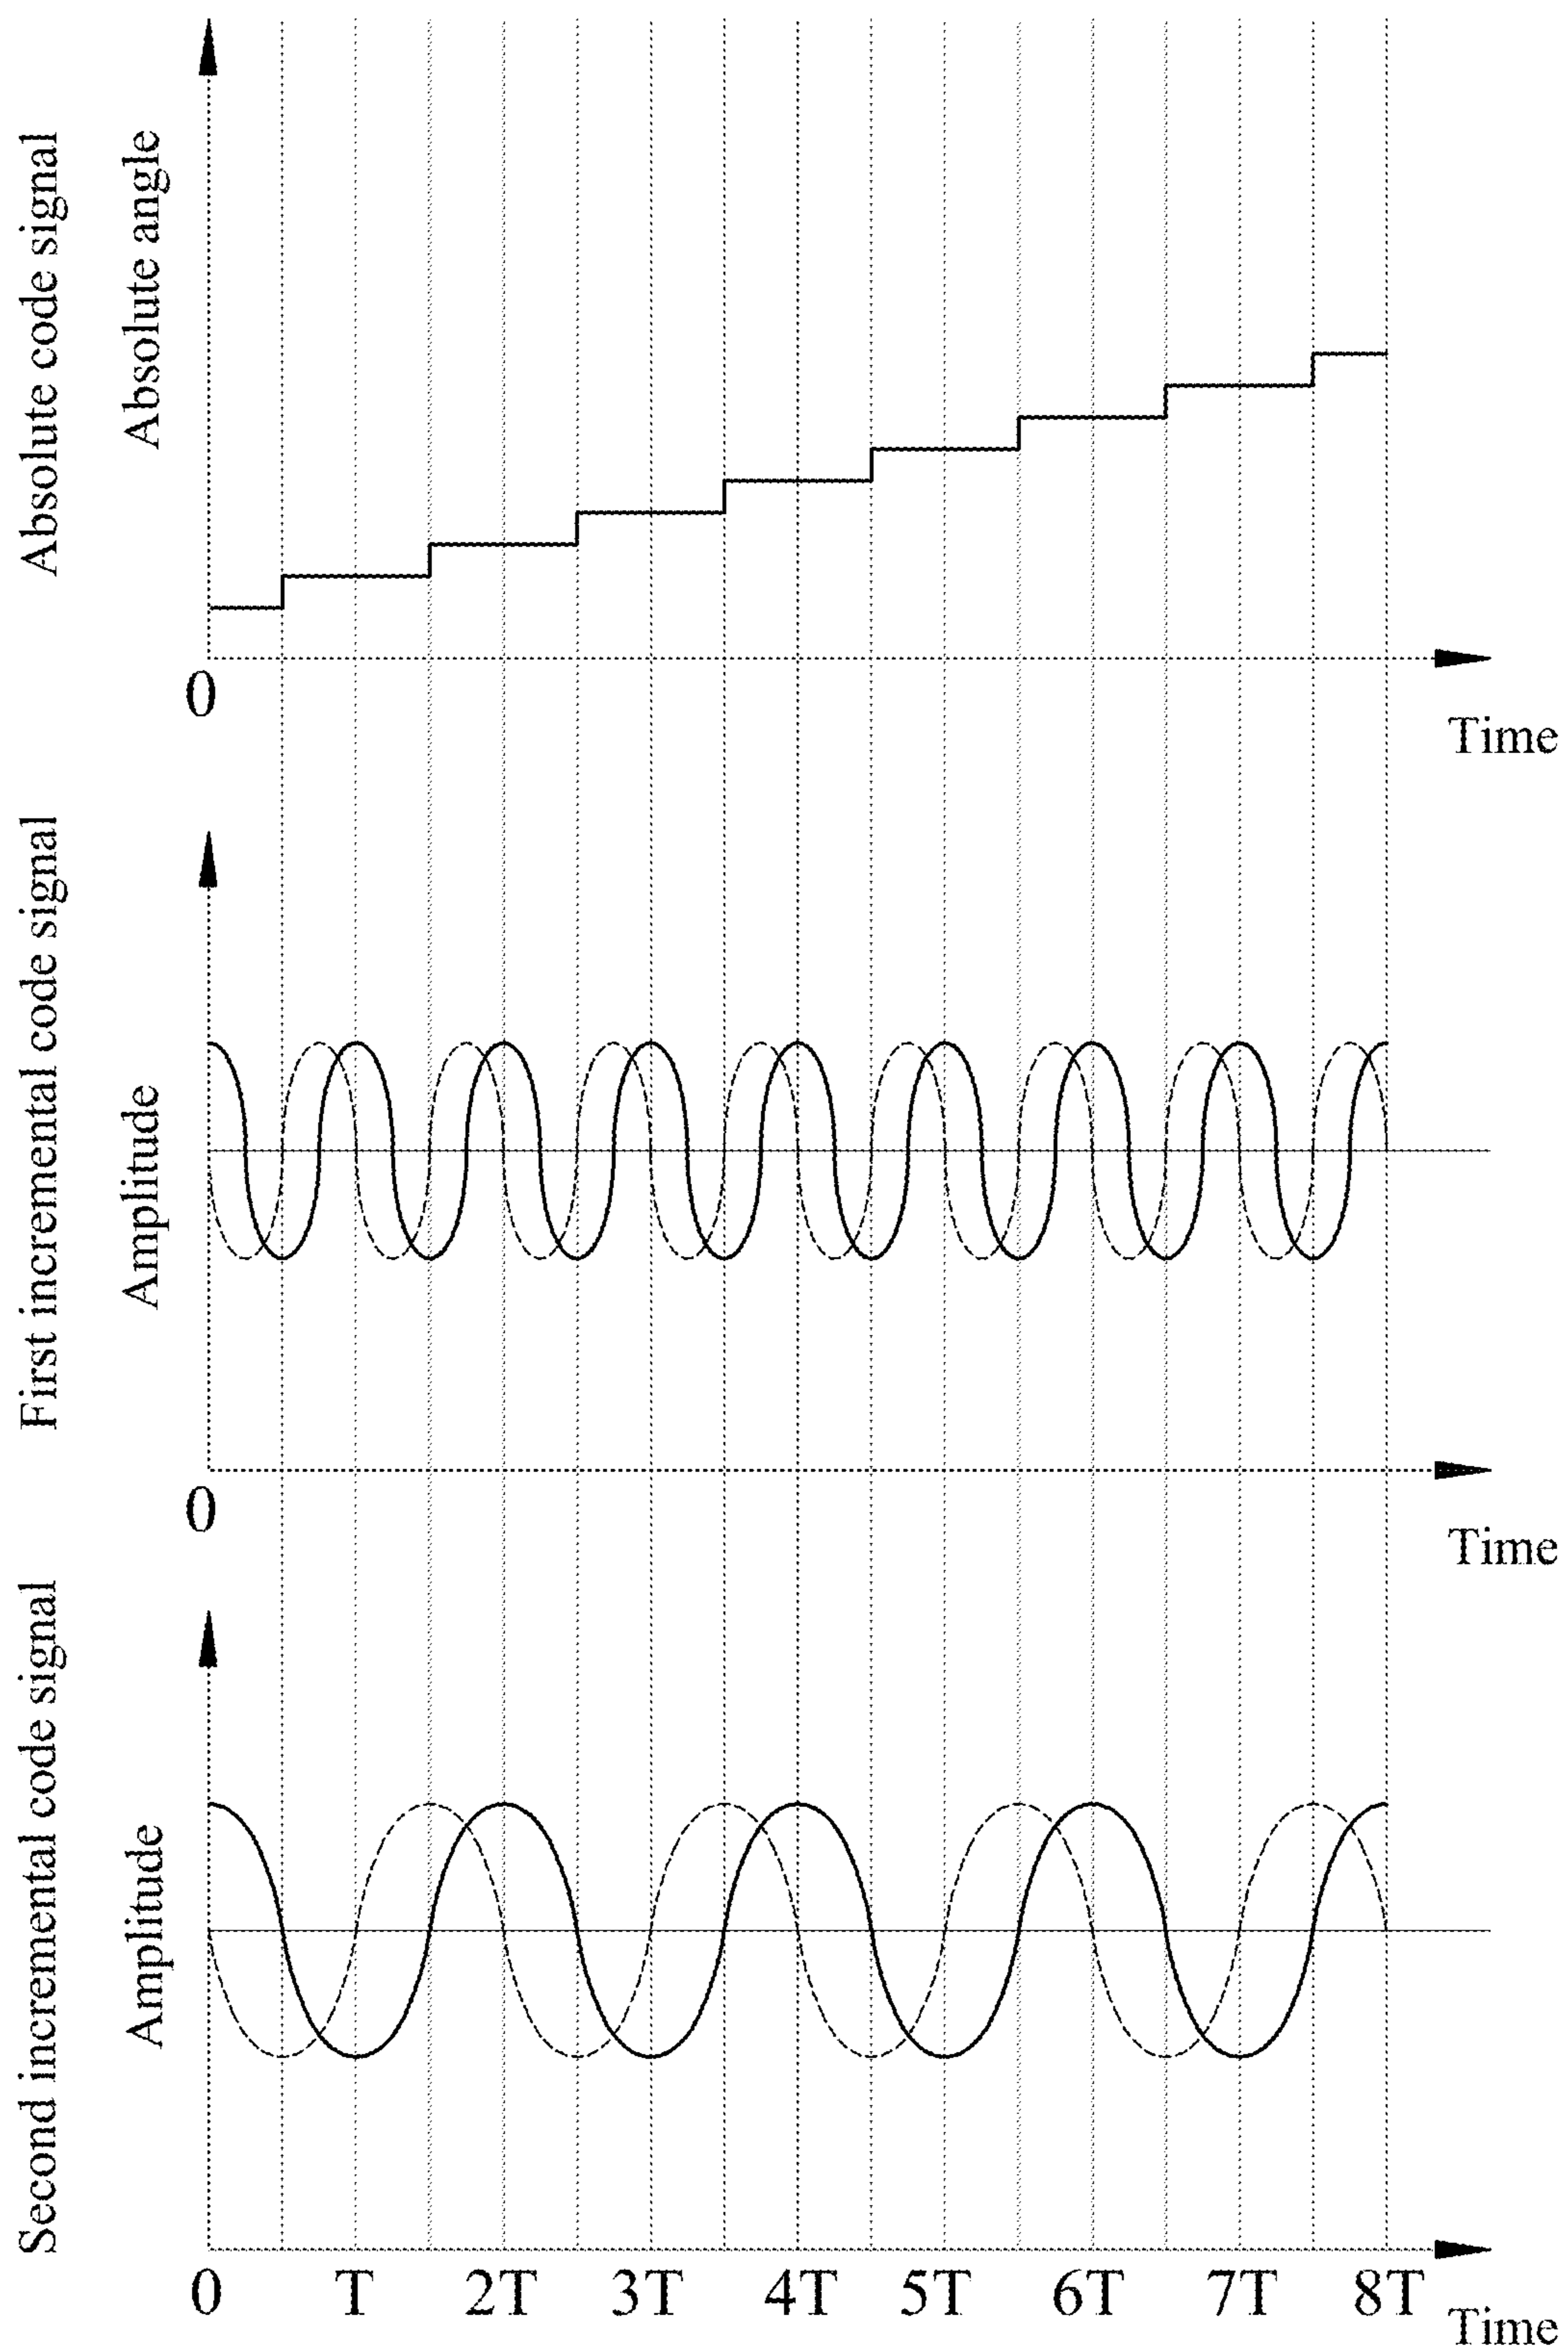 Absolute code signal
Absolute angle
0
Time
First incremental code signal
Amplitude
0
Time
Second incremental code signal
Amplitude
0 T 2T 3T 4T 5T 6T 7T 8T
Time